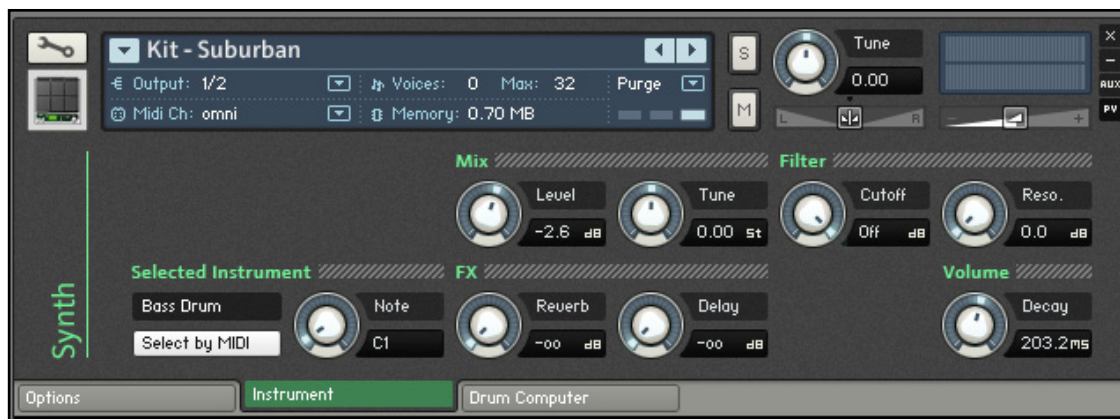 Kit - Suburban
S
Tune
0.00
×
–
AUX
PV
Output: 1/2
Voices: 0 Max: 32
Purge
Midi Ch: omni
Memory: 0.70 MB
M
L R
– +
Synth
Mix
Filter
Level
-2.6 dB
Tune
0.00 St
Cutoff
Off dB
Reso.
0.0 dB
Selected Instrument
FX
Volume
Bass Drum
Select by MIDI
Note
C1
Reverb
-oo dB
Delay
-oo dB
Decay
203.2ms
Options
Instrument
Drum Computer